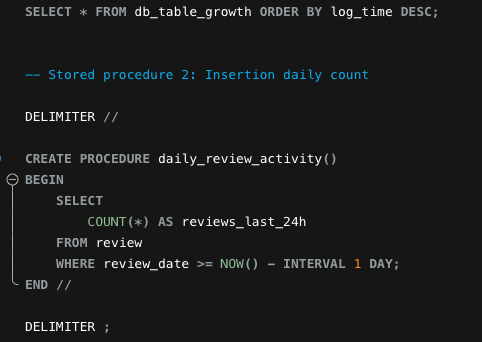 SELECT * FROM db_table_growth ORDER BY log_time DESC;
-- Stored procedure 2: Insertion daily count
DELIMITER //
CREATE PROCEDURE daily_review_activity()
BEGIN
    SELECT
        COUNT(*) AS reviews_last_24h
    FROM review
    WHERE review_date >= NOW() - INTERVAL 1 DAY;
END //
DELIMITER ;